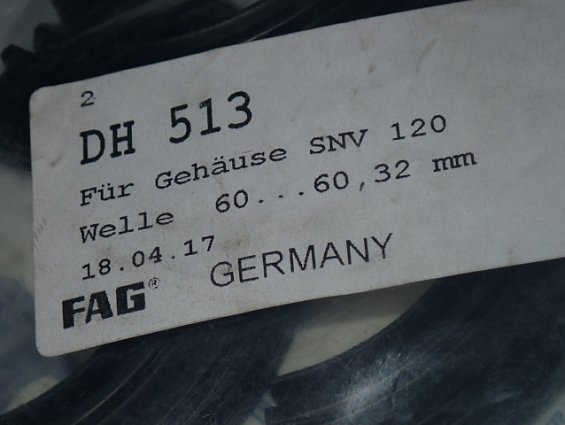 2
DH 513
Für Gehäuse SNV 120
Welle 60...60,32 mm
18.04.17
FAG® GERMANY